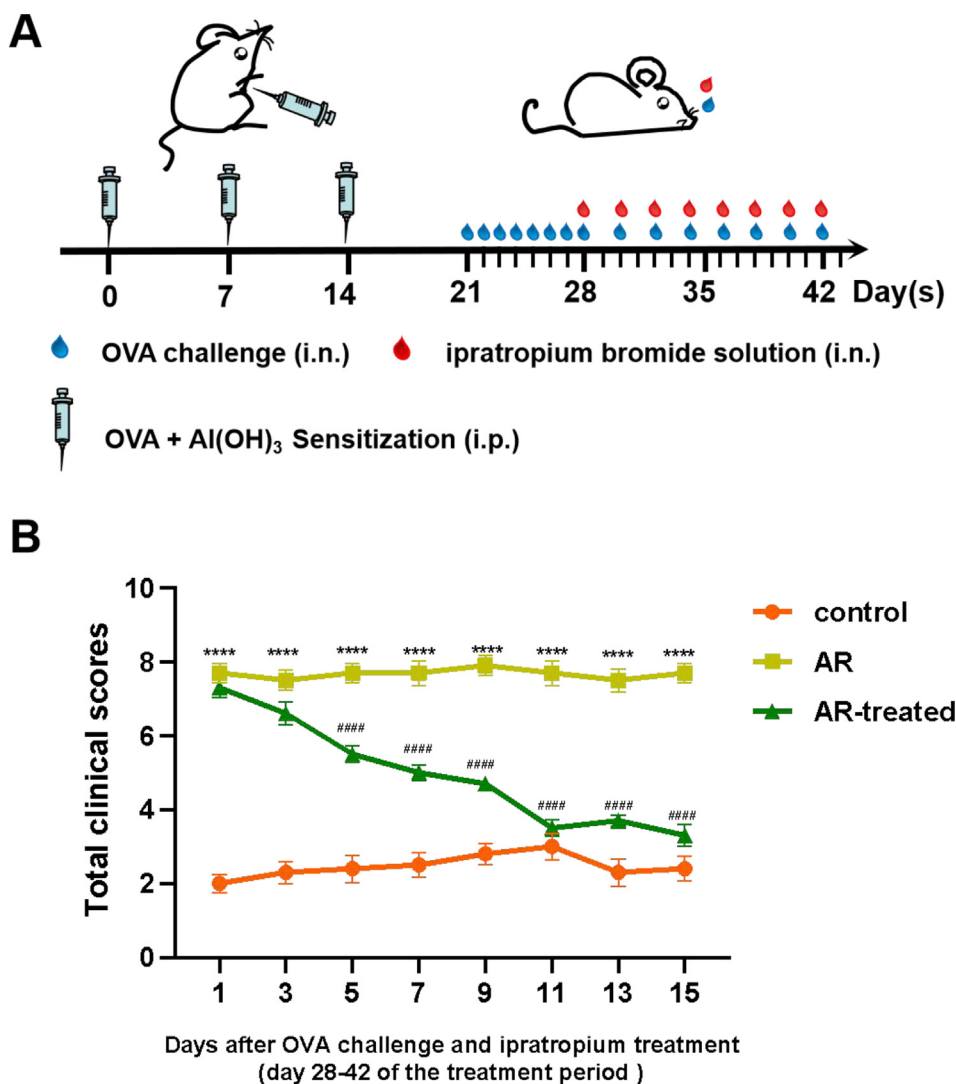 A
0 7 14 21 28 35 42 Day(s)
OVA challenge (i.n.) ipratropium bromide solution (i.n.)
OVA + Al(OH)₃ Sensitization (i.p.)
B
Total clinical scores
10
8
6
4
2
0
**** **** **** **** **** **** **** ****
#### #### #### #### #### ####
control
AR
AR-treated
1 3 5 7 9 11 13 15
Days after OVA challenge and ipratropium treatment
(day 28-42 of the treatment period )